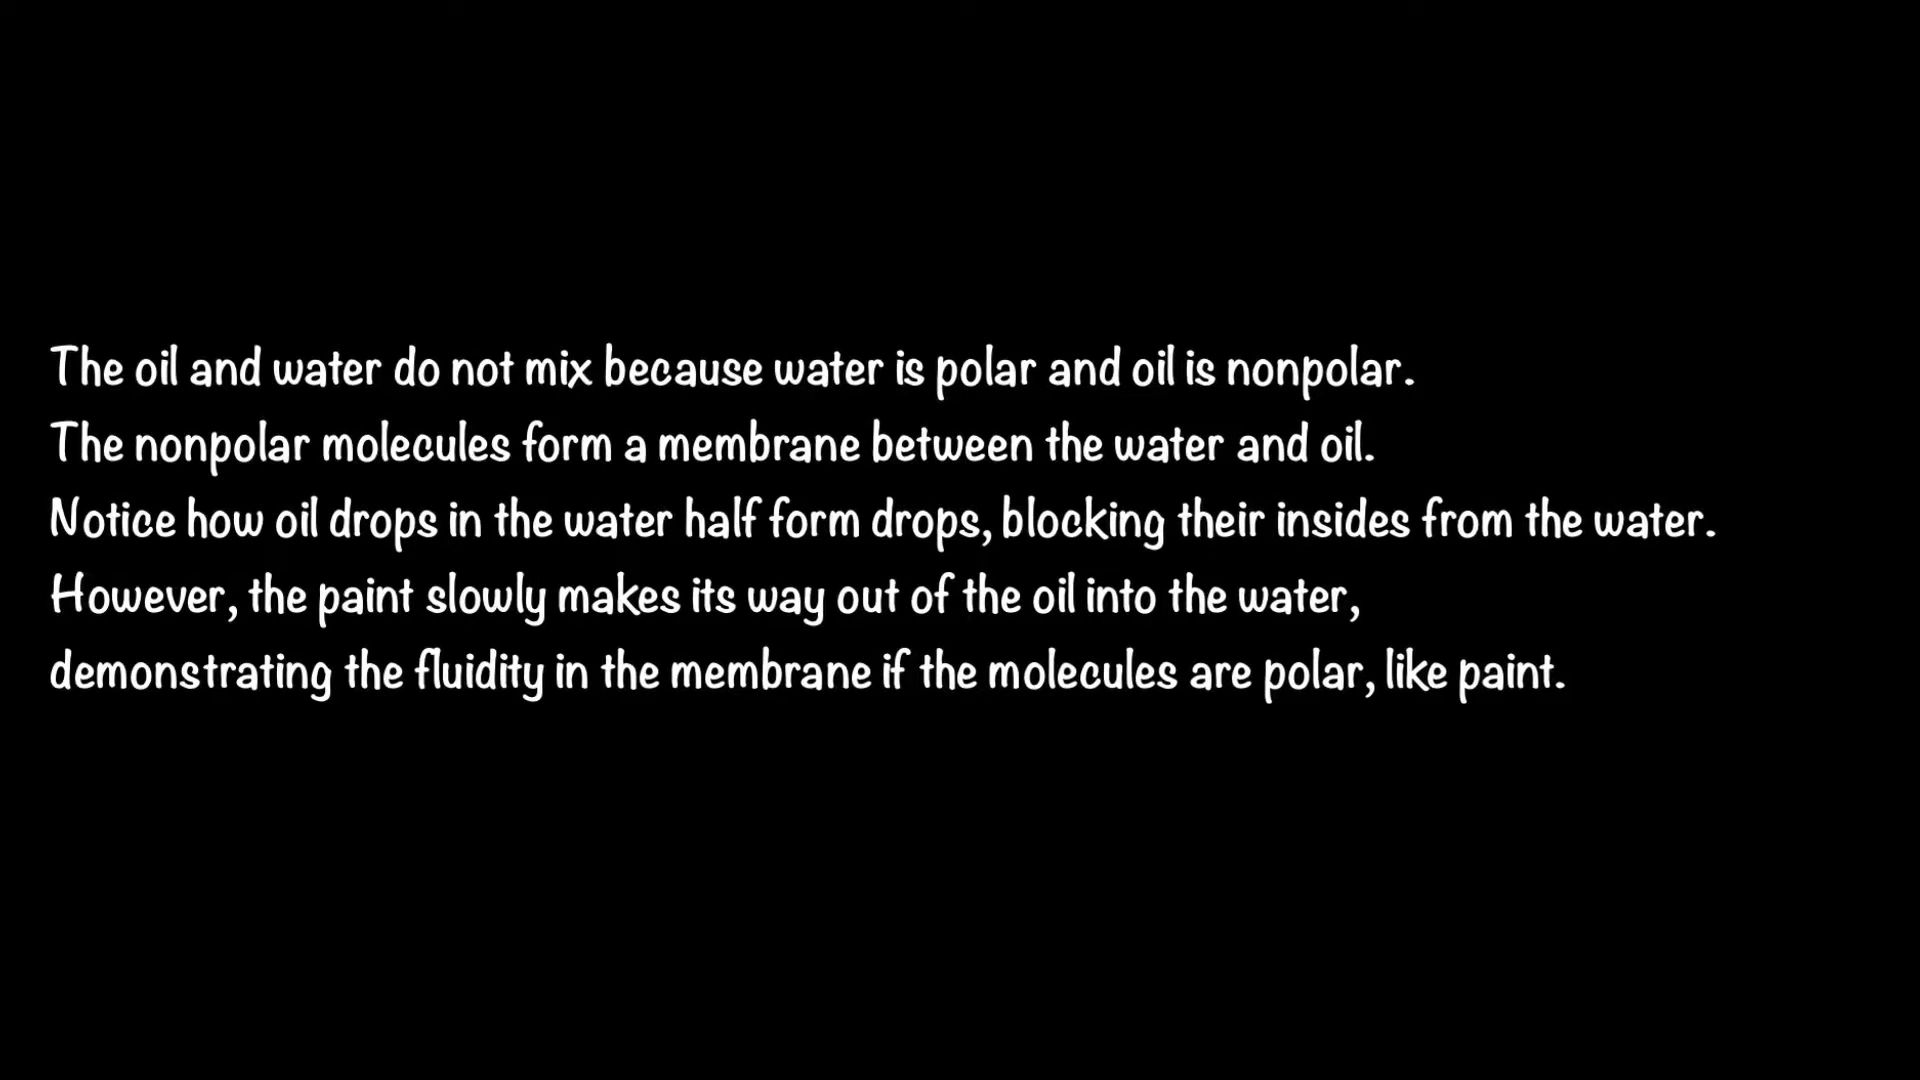 The oil and water do not mix because water is polar and oil is nonpolar.
The nonpolar molecules form a membrane between the water and oil.
Notice how oil drops in the water half form drops, blocking their insides from the water.
However, the paint slowly makes its way out of the oil into the water,
demonstrating the fluidity in the membrane if the molecules are polar, like paint.